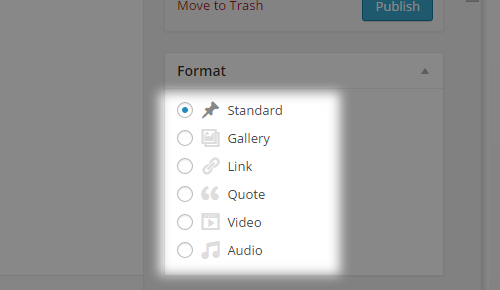 Move to Trash
Publish
Format
Standard
Gallery
Link
Quote
Video
Audio